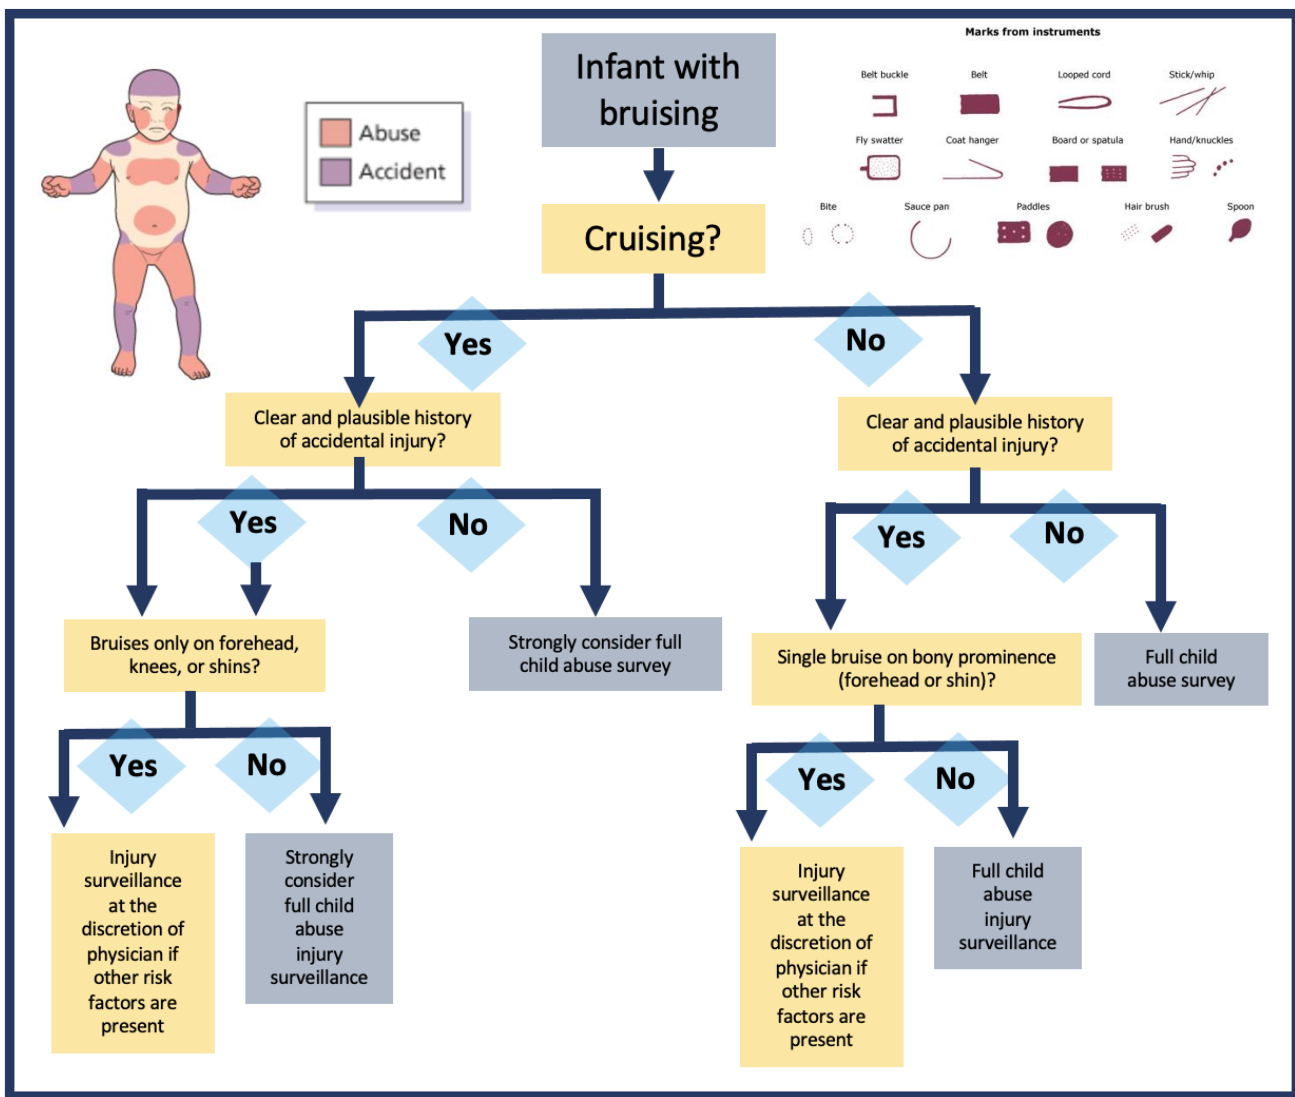 Marks from instruments
Infant with
bruising
Belt buckle
Belt
Looped cord
Stick/whip
Abuse
Accident
Fly swatter
Coat hanger
Board or spatula
Hand/knuckles
Bite
Sauce pan
Paddles
Hair brush
Spoon
Cruising?
Yes
No
Clear and plausible history
of accidental injury?
Clear and plausible history
of accidental injury?
Yes
No
Yes
No
Bruises only on forehead,
knees, or shins?
Strongly consider full
child abuse survey
Single bruise on bony prominence
(forehead or shin)?
Full child
abuse survey
Yes
No
Yes
No
Injury
surveillance
at the
discretion of
physician if
other risk
factors are
present
Strongly
consider
full child
abuse
injury
surveillance
Injury
surveillance
at the
discretion of
physician if
other risk
factors are
present
Full child
abuse
injury
surveillance